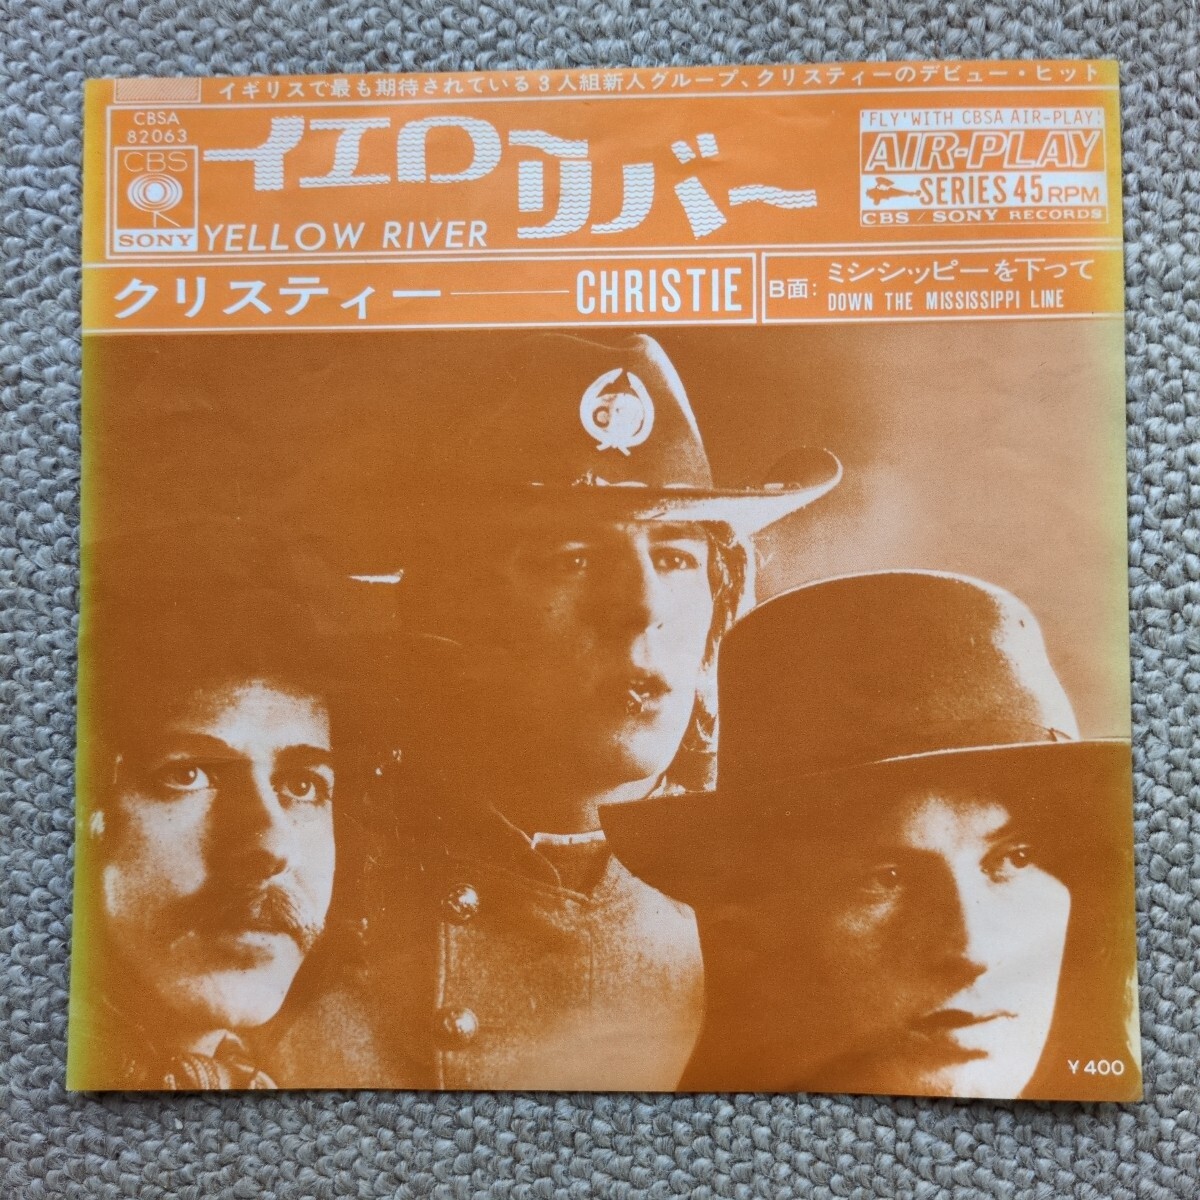 イギリスで最も期待されている3人組新人グループ、クリスティーのデビュー・ヒット
CBSA
82063
CBS
SONY
イエローリバー
YELLOW RIVER
'FLY' WITH CBSA AIR-PLAY!
AIR-PLAY
SERIES 45 RPM
CBS / SONY RECORDS
クリスティー —— CHRISTIE
B面: ミシシッピーを下って
DOWN THE MISSISSIPPI LINE
¥400